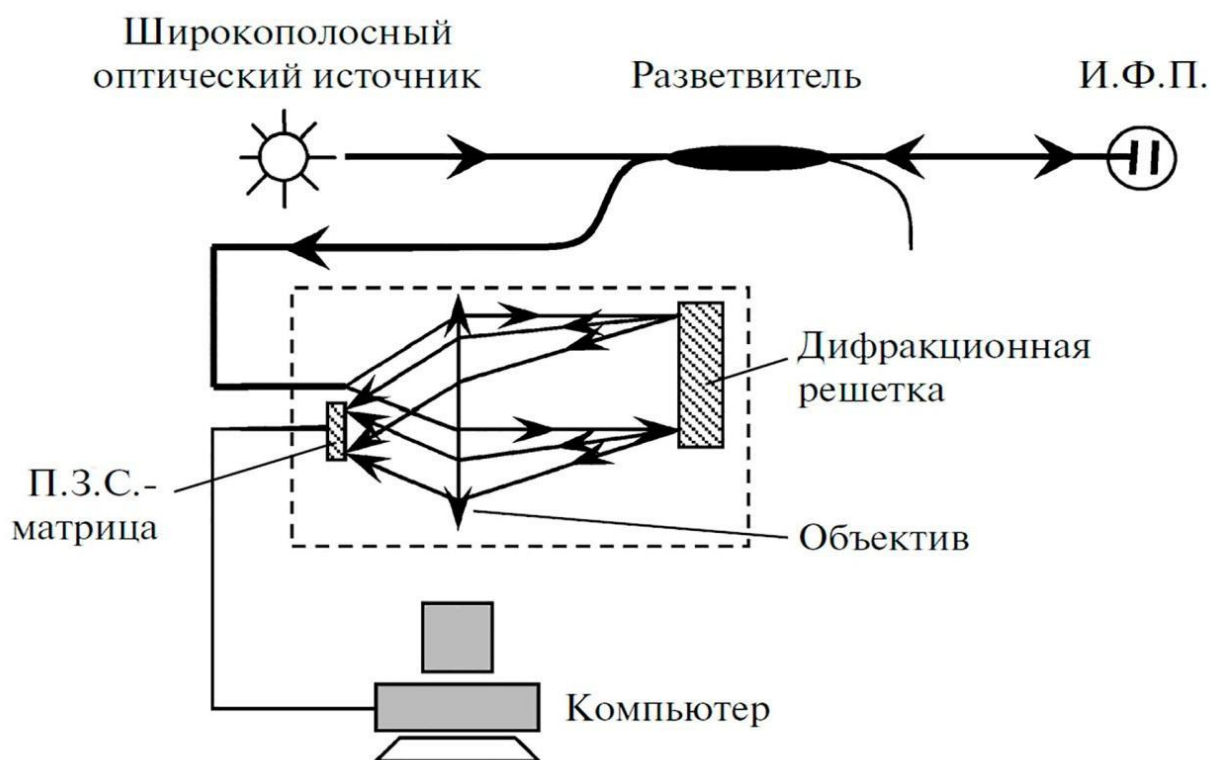 Широкополосный
оптический источник
Разветвитель
И.Ф.П.
Дифракционная
решетка
П.З.С.-
матрица
Объектив
Компьютер